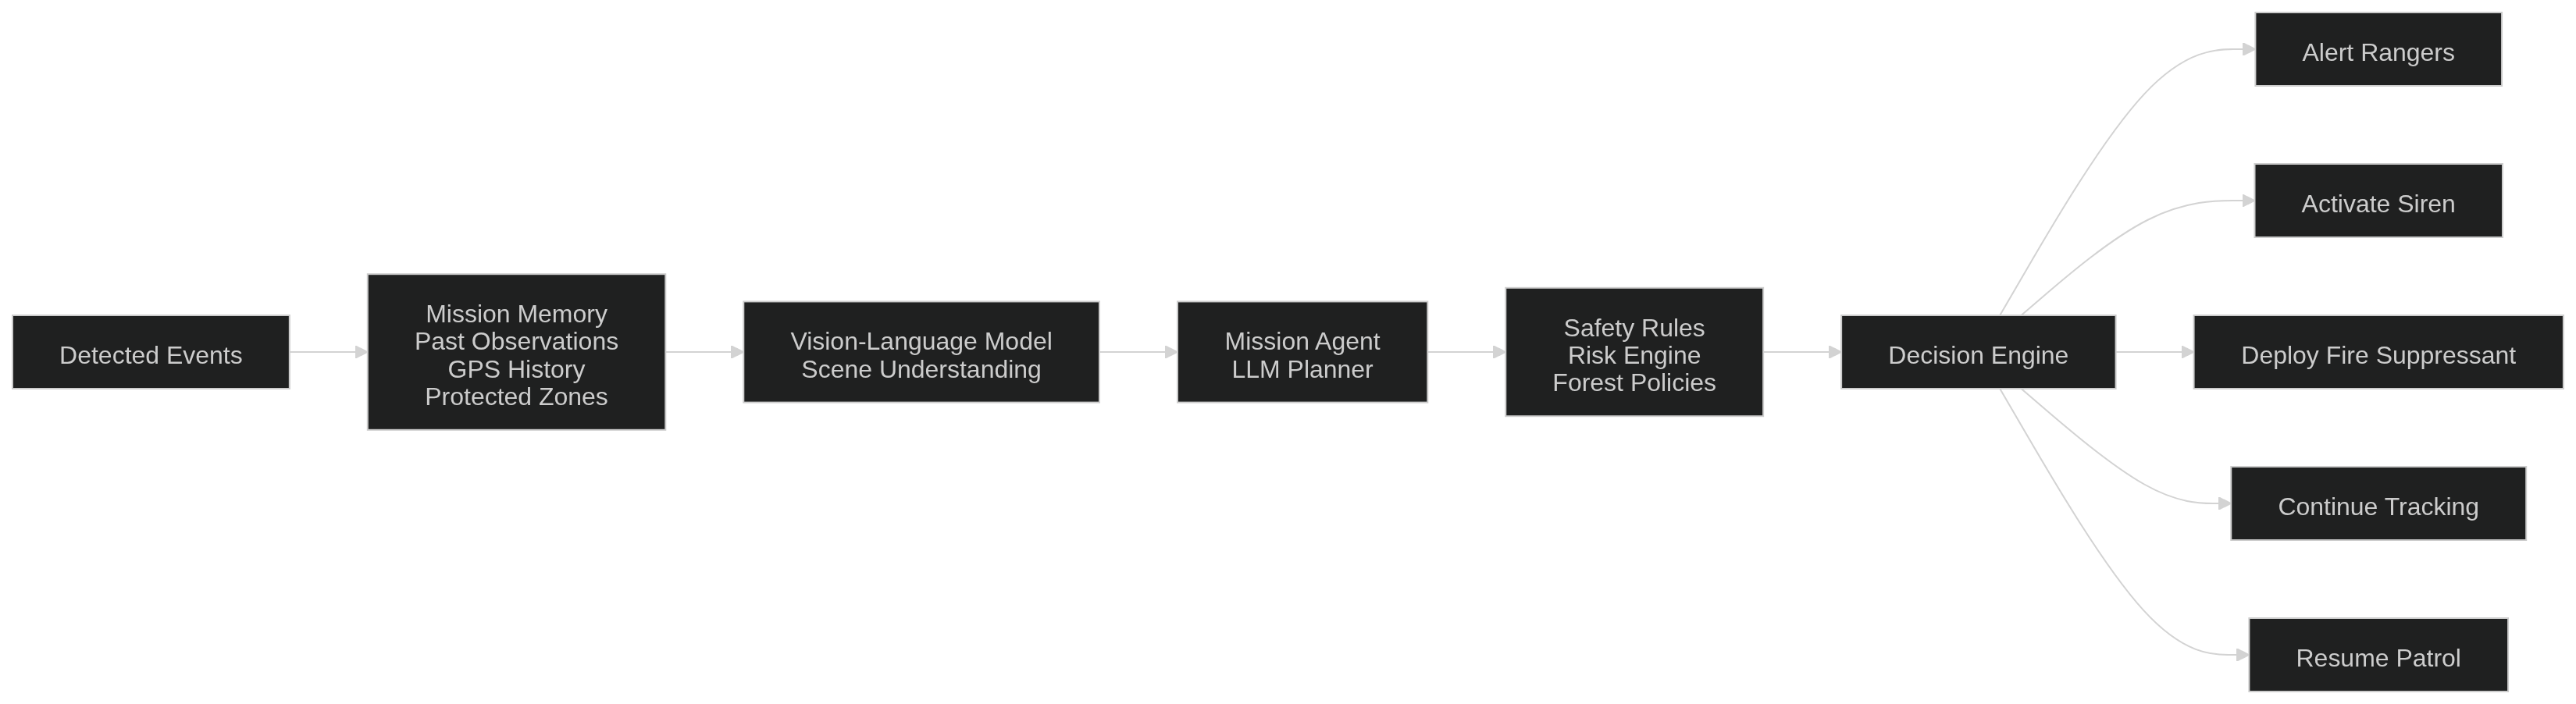 Detected Events
Mission Memory
Past Observations
GPS History
Protected Zones
Vision-Language Model
Scene Understanding
Mission Agent
LLM Planner
Safety Rules
Risk Engine
Forest Policies
Decision Engine
Alert Rangers
Activate Siren
Deploy Fire Suppressant
Continue Tracking
Resume Patrol